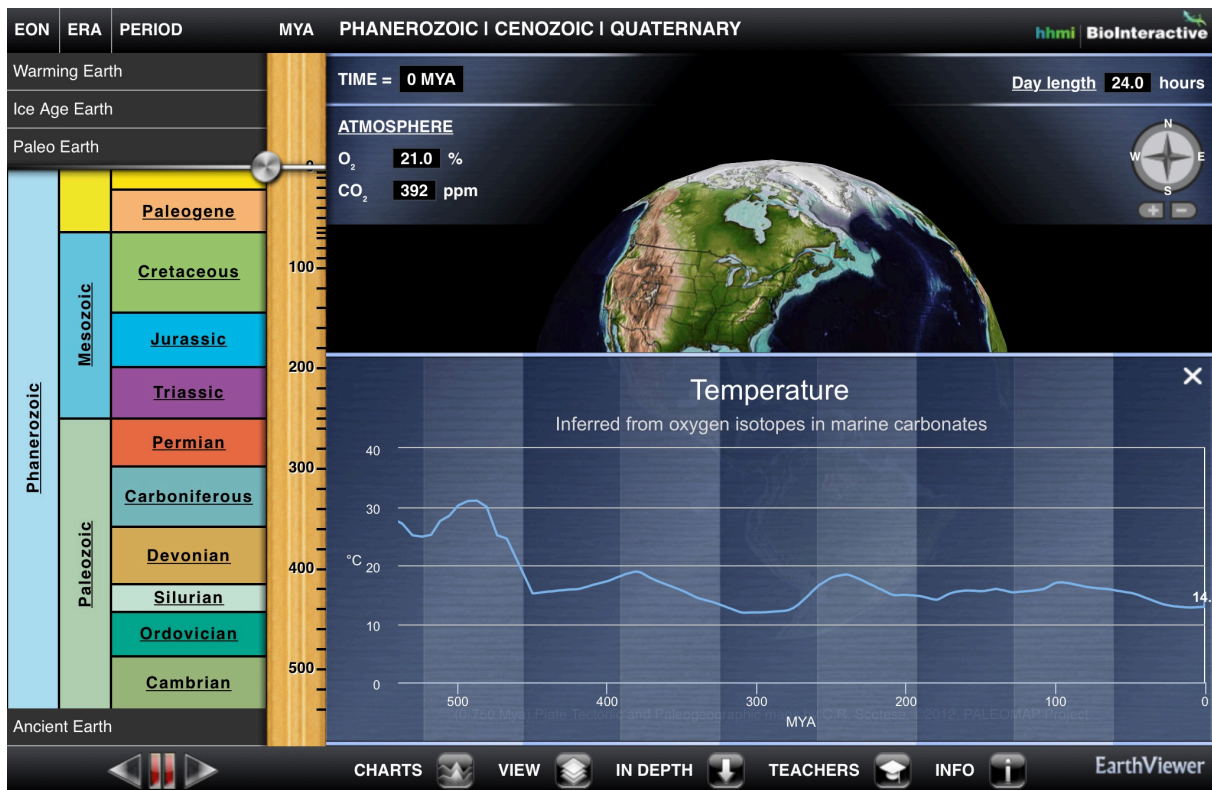 EON ERA PERIOD MYA
PHANEROZOIC | CENOZOIC | QUATERNARY
hhmi BioInteractive
Warming Earth
Ice Age Earth
Paleo Earth
TIME = 0 MYA
Day length 24.0 hours
ATMOSPHERE
O2 21.0 %
CO2 392 ppm
N
W E
S
+ −
0
100
200
300
400
500
Phanerozoic
Mesozoic
Paleozoic
Paleogene
Cretaceous
Jurassic
Triassic
Permian
Carboniferous
Devonian
Silurian
Ordovician
Cambrian
Ancient Earth
Temperature
Inferred from oxygen isotopes in marine carbonates
40
30
°C 20
10
0
14.
500 400 300 200 100 0
MYA
CHARTS VIEW IN DEPTH TEACHERS INFO i
EarthViewer